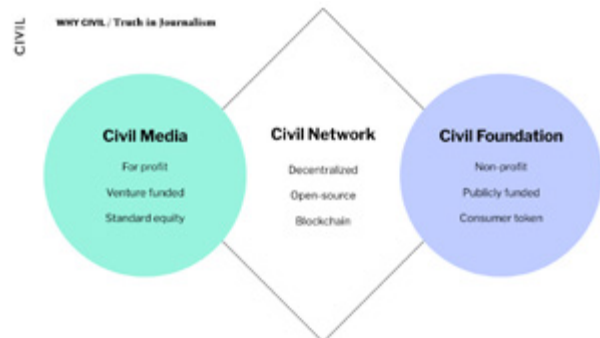 CIVIL
WHY CIVIL / Truth in Journalism
Civil Media
For profit
Venture funded
Standard equity
Civil Network
Decentralized
Open-source
Blockchain
Civil Foundation
Non-profit
Publicly funded
Consumer token